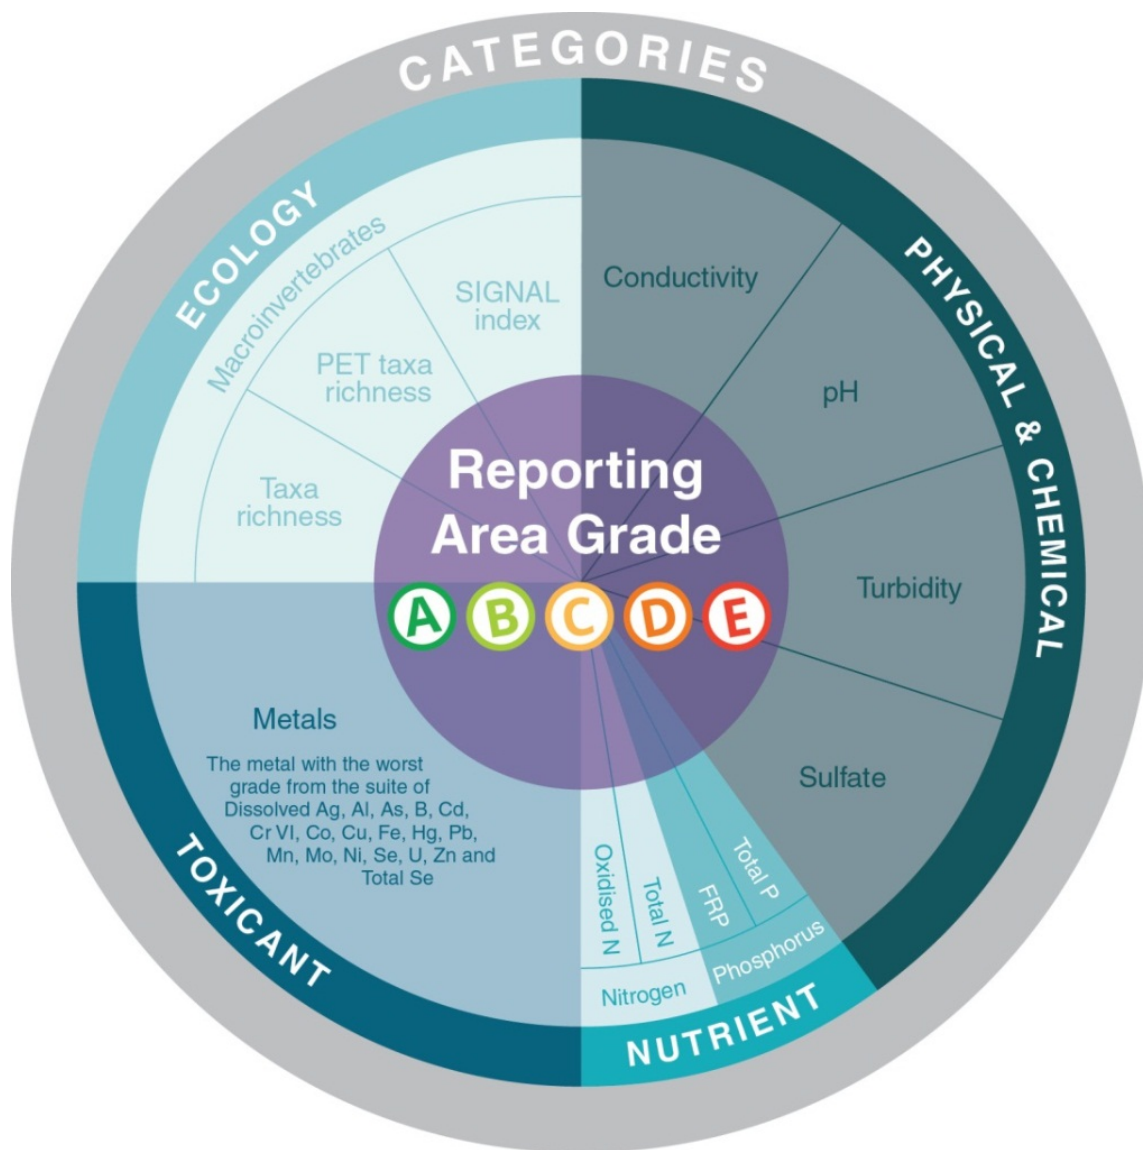 CATEGORIES
ECOLOGY
Macroinvertebrates
SIGNAL
index
PET taxa
richness
Taxa
richness
PHYSICAL & CHEMICAL
Conductivity
pH
Turbidity
Sulfate
Reporting
Area Grade
A B C D E
TOXICANT
Metals
The metal with the worst
grade from the suite of
Dissolved Ag, Al, As, B, Cd,
Cr VI, Co, Cu, Fe, Hg, Pb,
Mn, Mo, Ni, Se, U, Zn and
Total Se
NUTRIENT
Oxidised N
Total N
Nitrogen
FRP
Total P
Phosphorus